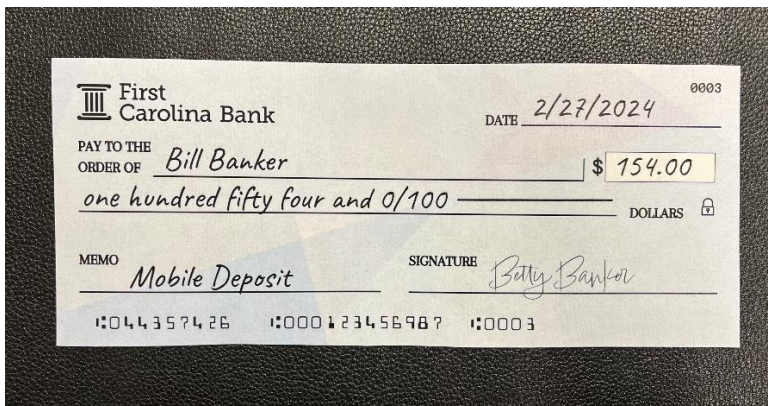 First
Carolina Bank
0003
DATE 2/27/2024
PAY TO THE
ORDER OF Bill Banker $ 154.00
one hundred fifty four and 0/100 DOLLARS
MEMO Mobile Deposit SIGNATURE Betty Banker
⑆044357426 ⑆000123456987 ⑆0003